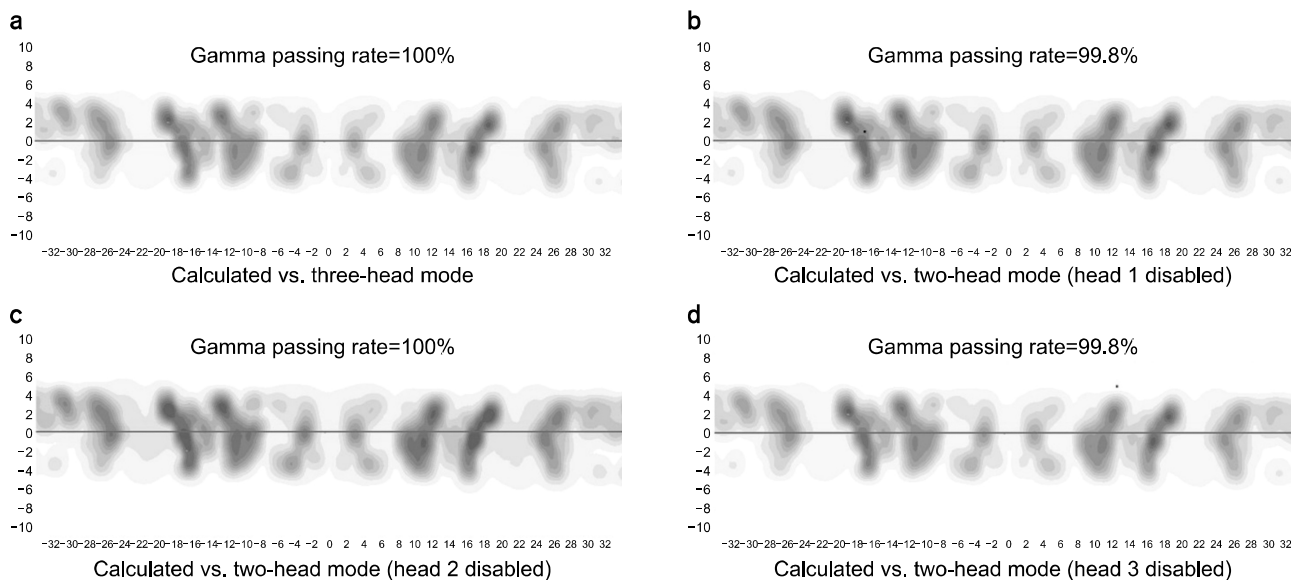 a
Gamma passing rate=100%
10
8
6
4
2
0
−2
−4
−6
−8
−10
−32−30−28−26−24 −22 −20−18−16 −14−12 −10−8 −6 −4 −2 0 2 4 6 8 10 12 14 16 18 20 22 24 26 28 30 32
Calculated vs. three-head mode
b
Gamma passing rate=99.8%
10
8
6
4
2
0
−2
−4
−6
−8
−10
−32−30−28−26−24 −22 −20−18−16 −14−12 −10−8 −6 −4 −2 0 2 4 6 8 10 12 14 16 18 20 22 24 26 28 30 32
Calculated vs. two-head mode (head 1 disabled)
c
Gamma passing rate=100%
10
8
6
4
2
0
−2
−4
−6
−8
−10
−32−30−28−26−24 −22 −20−18−16 −14−12 −10−8 −6 −4 −2 0 2 4 6 8 10 12 14 16 18 20 22 24 26 28 30 32
Calculated vs. two-head mode (head 2 disabled)
d
Gamma passing rate=99.8%
10
8
6
4
2
0
−2
−4
−6
−8
−10
−32−30−28−26−24 −22 −20−18−16 −14−12 −10−8 −6 −4 −2 0 2 4 6 8 10 12 14 16 18 20 22 24 26 28 30 32
Calculated vs. two-head mode (head 3 disabled)